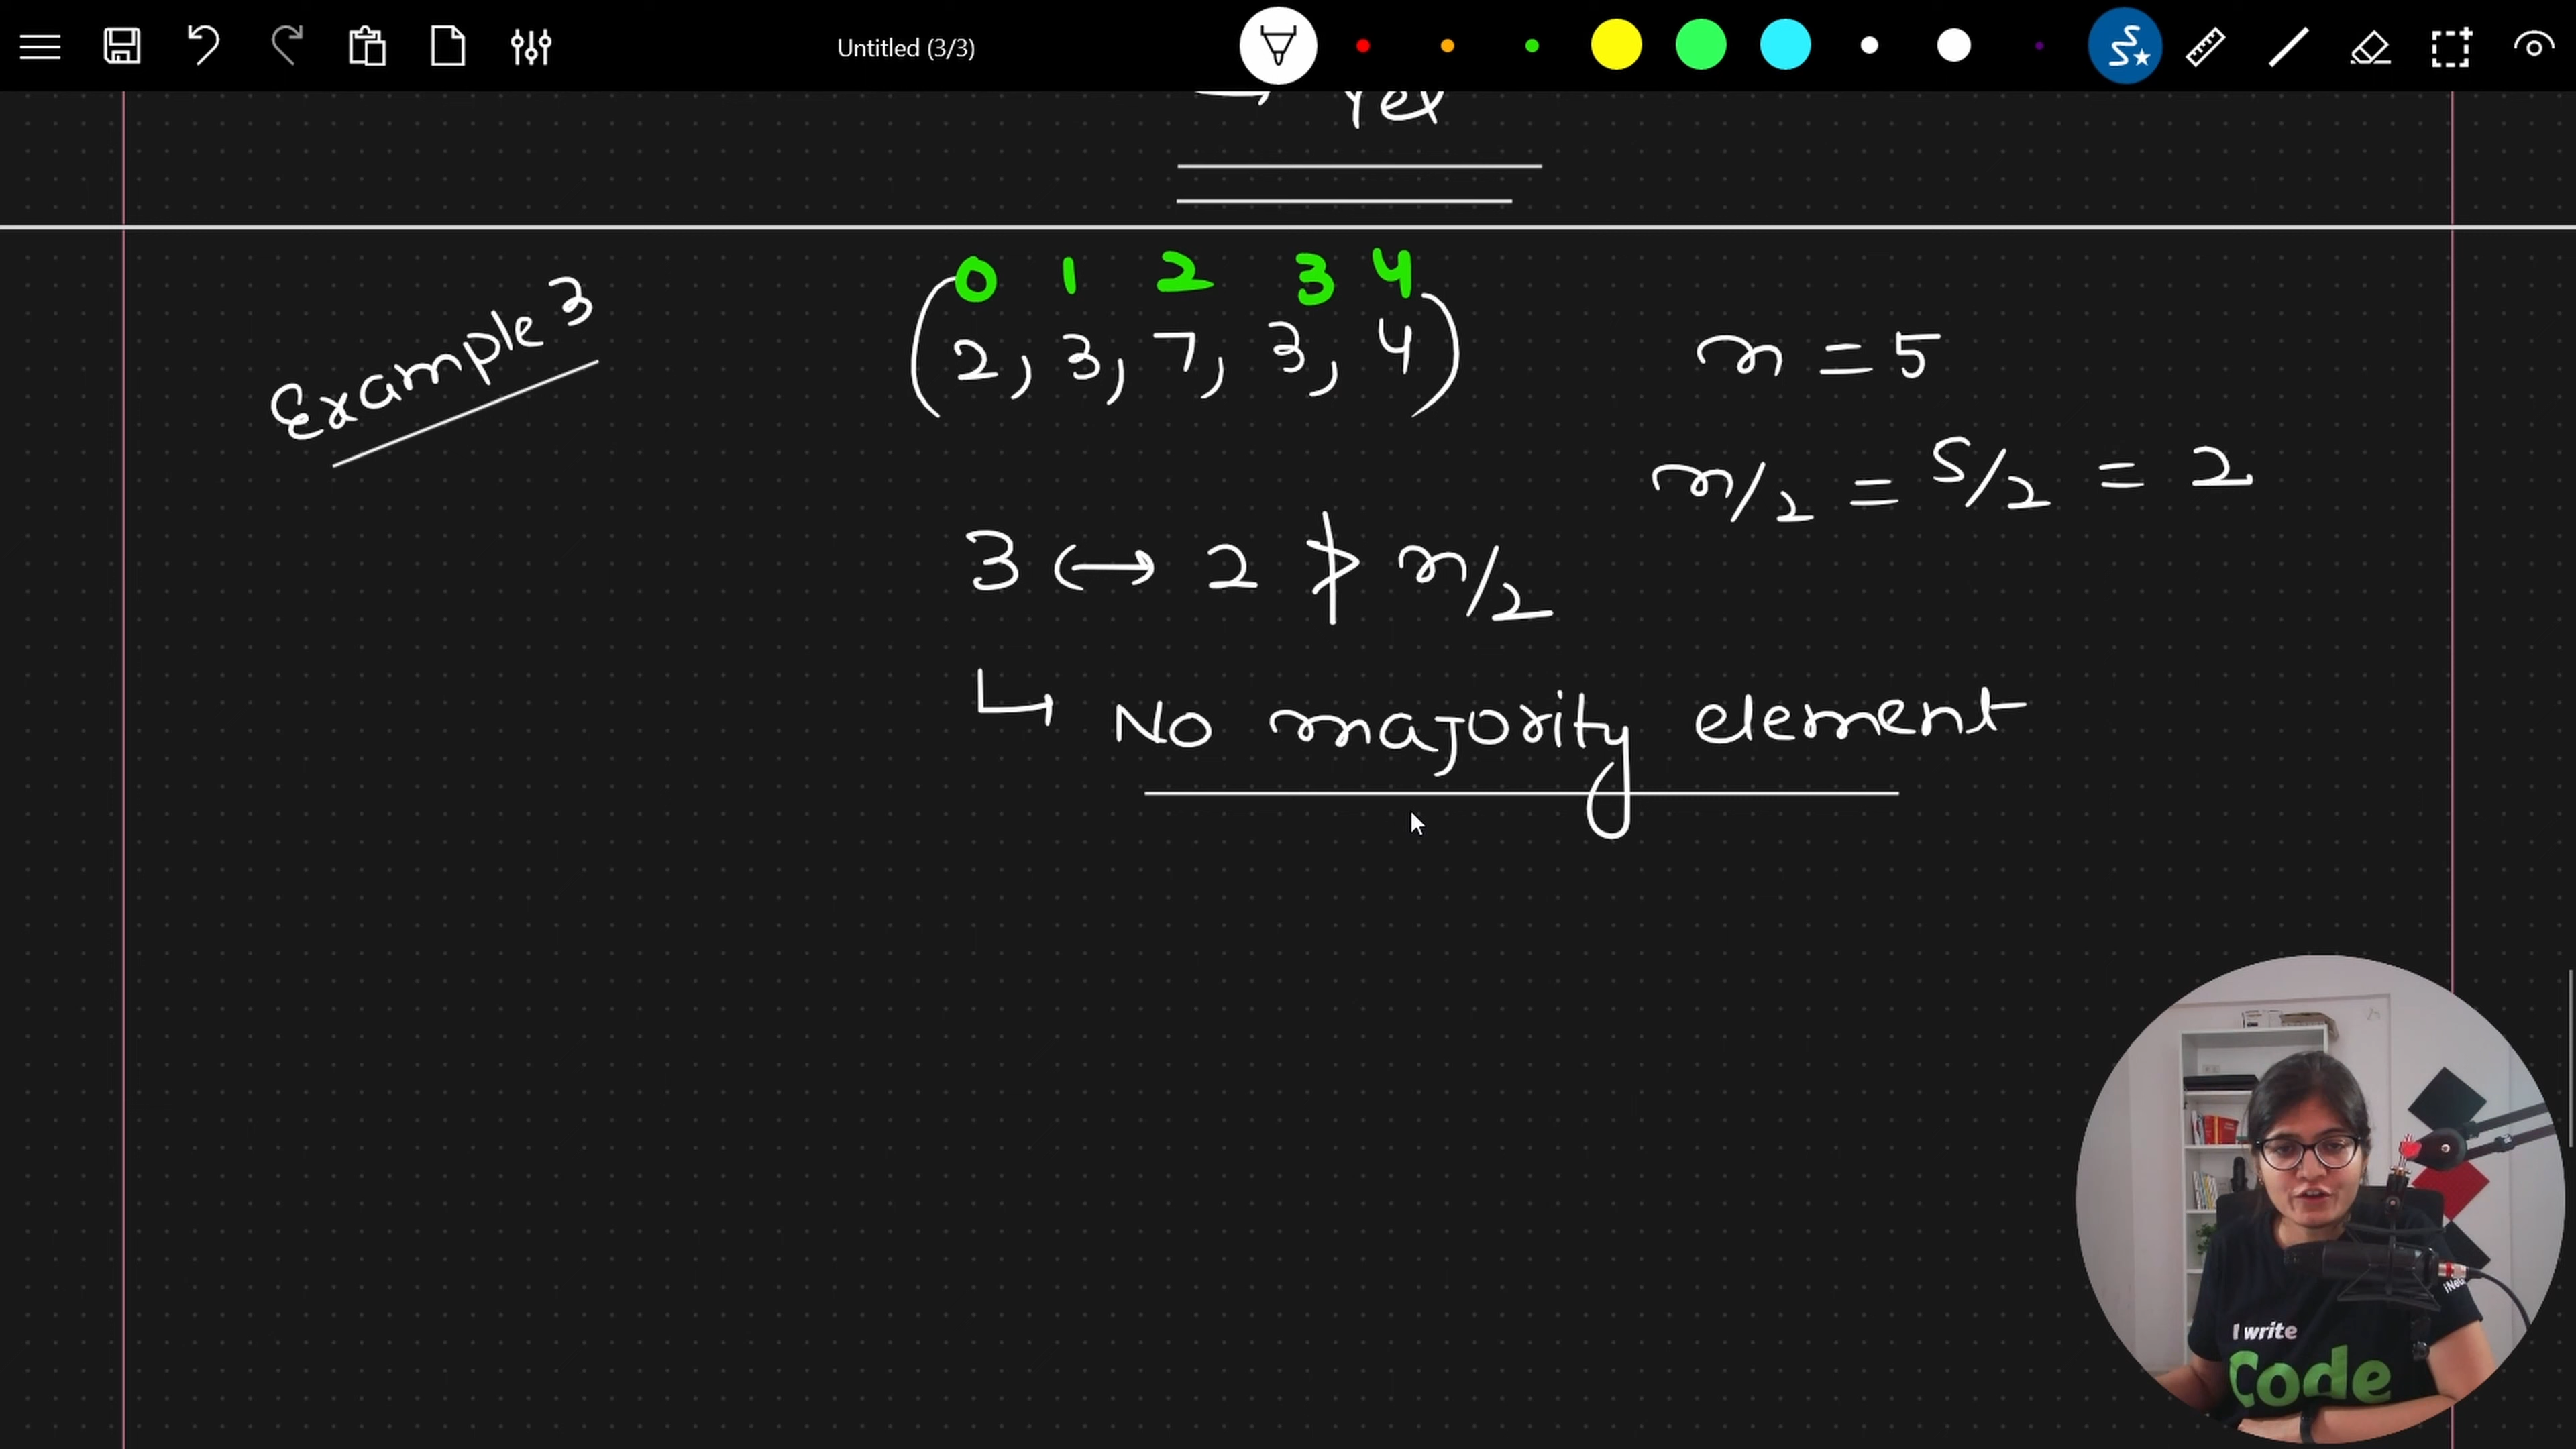 Untitled (3/3)
Yes
Example 3
0 1 2 3 4
(2, 3, 7, 3, 4)
n = 5
n/2 = 5/2 = 2
3 ↔ 2 ≯ n/2
↳ No majority element
I write
Code